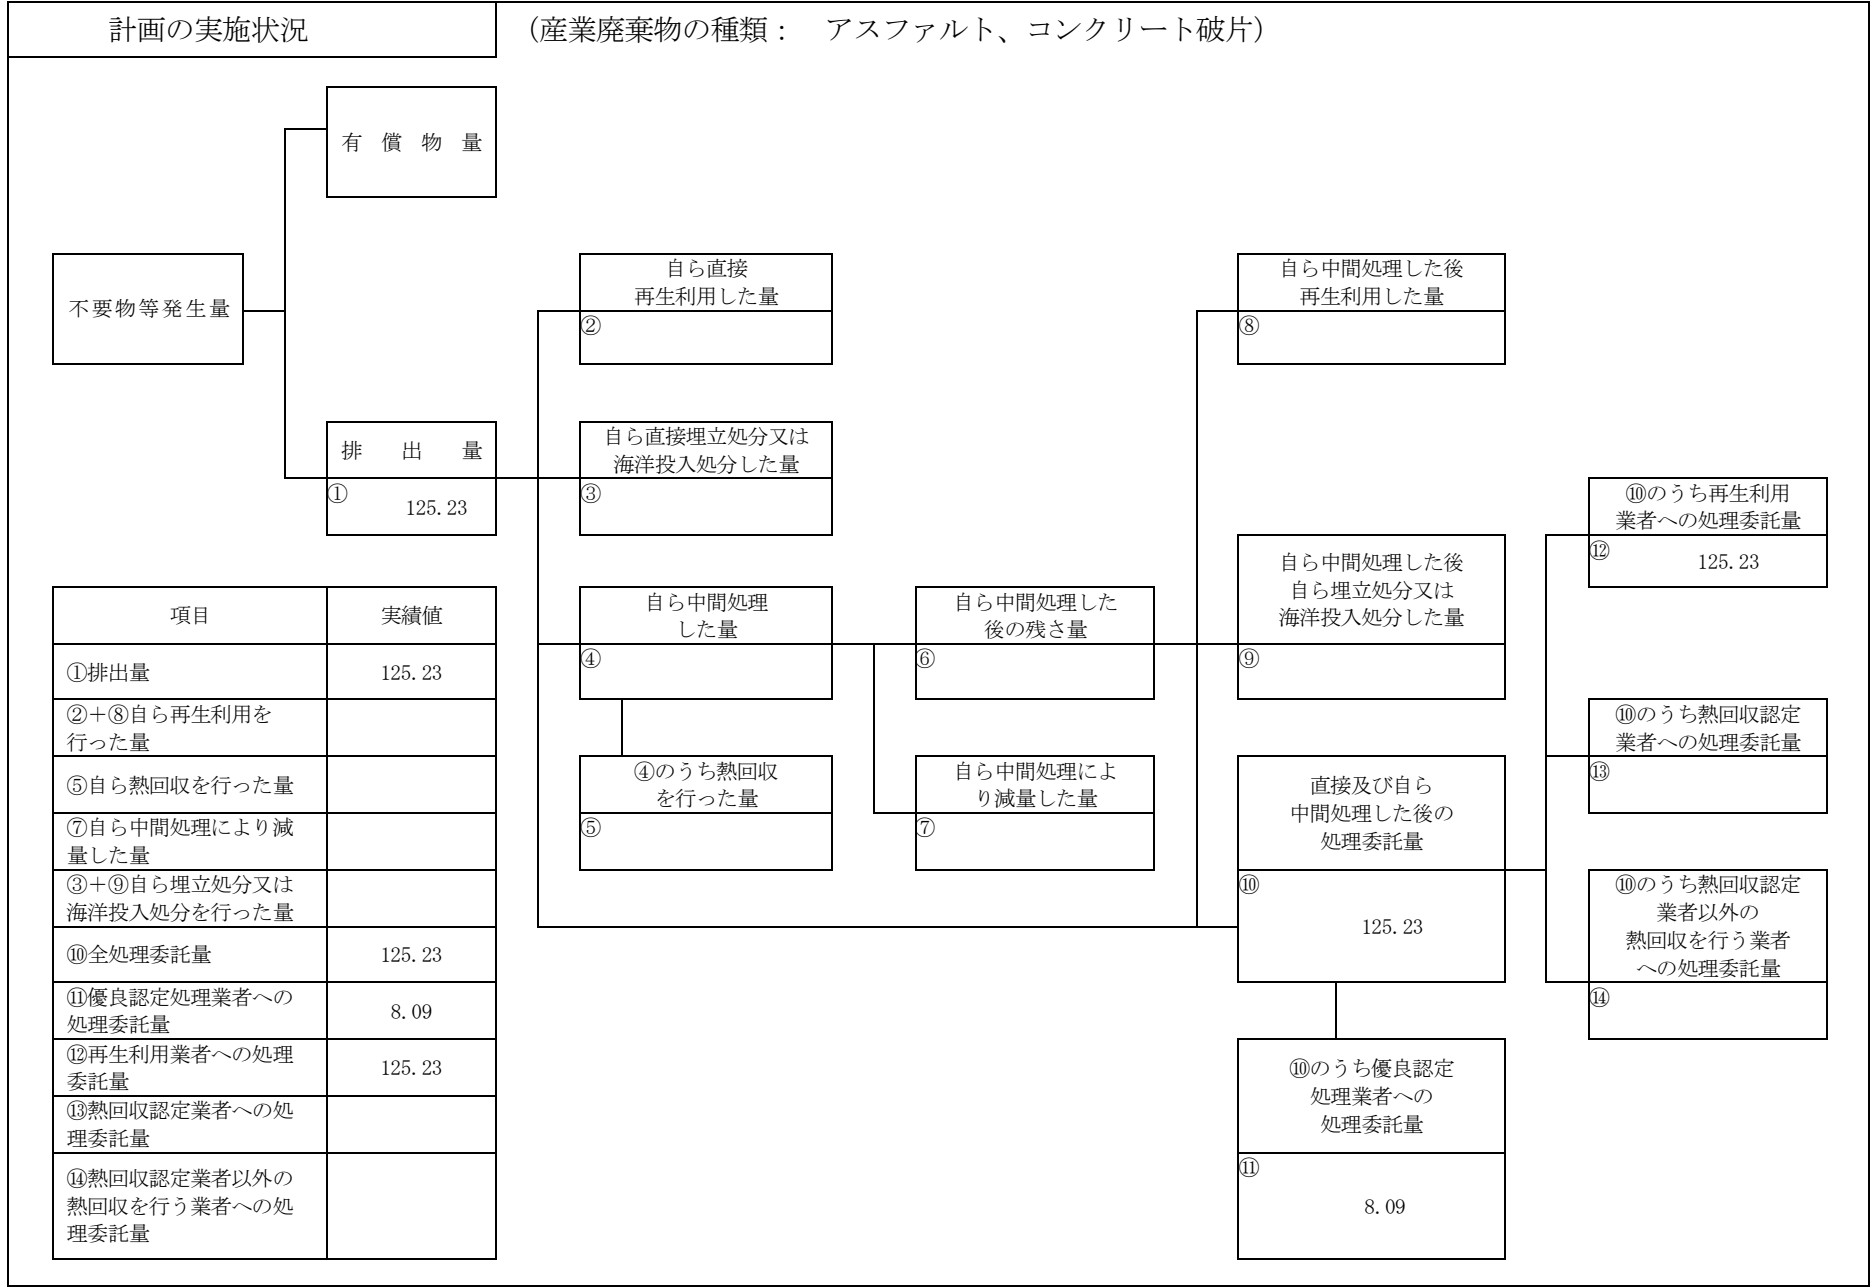 計画の実施状況
（産業廃棄物の種類：　アスファルト、コンクリート破片）
有　償　物　量
不要物等発生量
排　出　量
①
125.23
自ら直接
再生利用した量
②
自ら直接埋立処分又は
海洋投入処分した量
③
自ら中間処理
した量
④
④のうち熱回収
を行った量
⑤
自ら中間処理した
後の残さ量
⑥
自ら中間処理によ
り減量した量
⑦
自ら中間処理した後
再生利用した量
⑧
自ら中間処理した後
自ら埋立処分又は
海洋投入処分した量
⑨
直接及び自ら
中間処理した後の
処理委託量
⑩
125.23
⑩のうち優良認定
処理業者への
処理委託量
⑪
8.09
⑩のうち再生利用
業者への処理委託量
⑫
125.23
⑩のうち熱回収認定
業者への処理委託量
⑬
⑩のうち熱回収認定
業者以外の
熱回収を行う業者
への処理委託量
⑭
項目　実績値
①排出量　125.23
②＋⑧自ら再生利用を
行った量
⑤自ら熱回収を行った量
⑦自ら中間処理により減
量した量
③＋⑨自ら埋立処分又は
海洋投入処分を行った量
⑩全処理委託量　125.23
⑪優良認定処理業者への
処理委託量
8.09
⑫再生利用業者への処理
委託量
125.23
⑬熱回収認定業者への処
理委託量
⑭熱回収認定業者以外の
熱回収を行う業者への処
理委託量